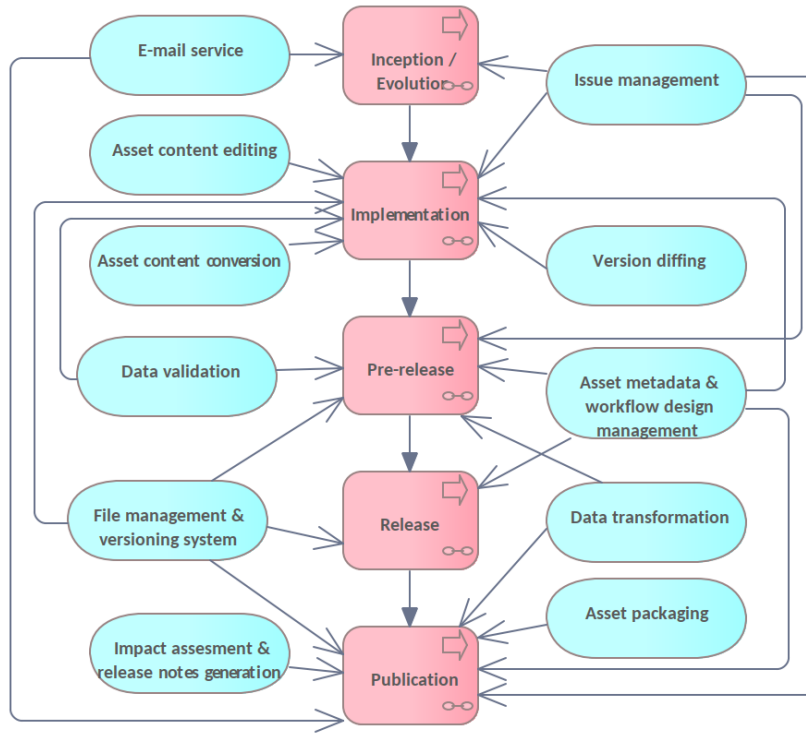 E-mail service
Inception /
Evolution
Issue management
Asset content editing
Implementation
Asset content conversion
Version diffing
Data validation
Pre-release
Asset metadata &
workflow design
management
File management &
versioning system
Release
Data transformation
Asset packaging
Impact assesment &
release notes generation
Publication